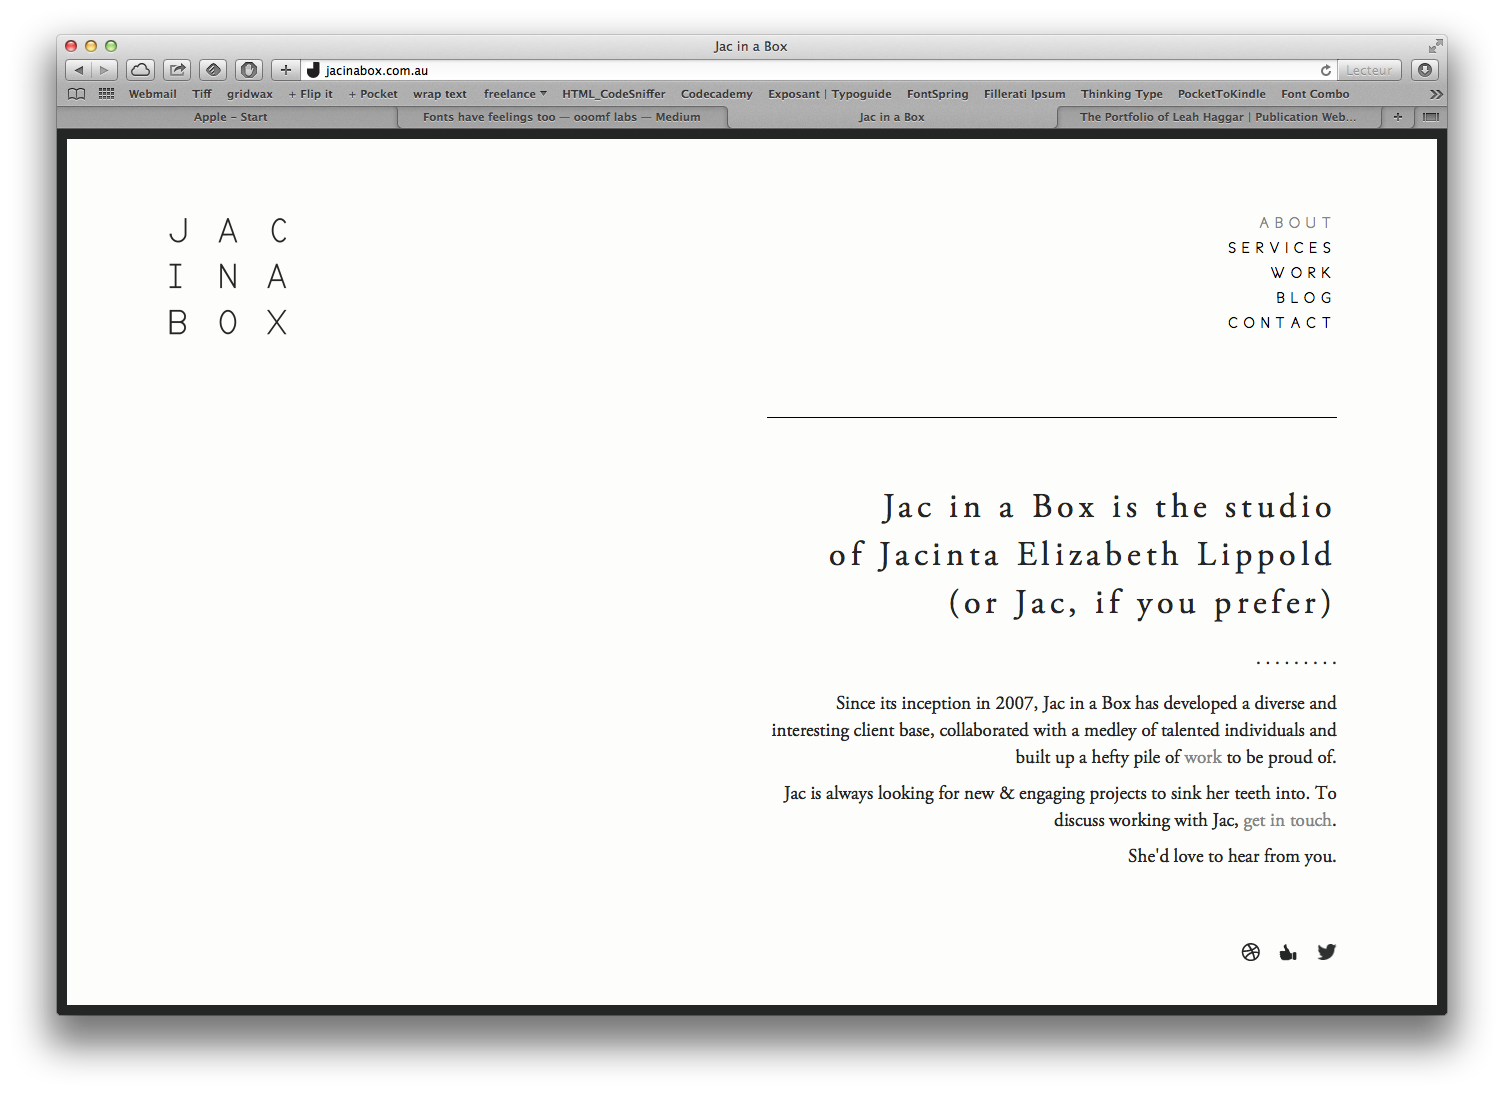 Jac in a Box
jacinabox.com.au
Lecteur
Webmail Tiff gridwax + Flip it + Pocket wrap text freelance HTML_CodeSniffer Codecademy Exposant | Typoguide FontSpring Fillerati Ipsum Thinking Type PocketToKindle Font Combo
Apple – Start
Fonts have feelings too — ooomf labs — Medium
Jac in a Box
The Portfolio of Leah Haggar | Publication Web...
J A C
I N A
B O X
ABOUT
SERVICES
WORK
BLOG
CONTACT
Jac in a Box is the studio
of Jacinta Elizabeth Lippold
(or Jac, if you prefer)
.........
Since its inception in 2007, Jac in a Box has developed a diverse and
interesting client base, collaborated with a medley of talented individuals and
built up a hefty pile of work to be proud of.
Jac is always looking for new & engaging projects to sink her teeth into. To
discuss working with Jac, get in touch.
She'd love to hear from you.